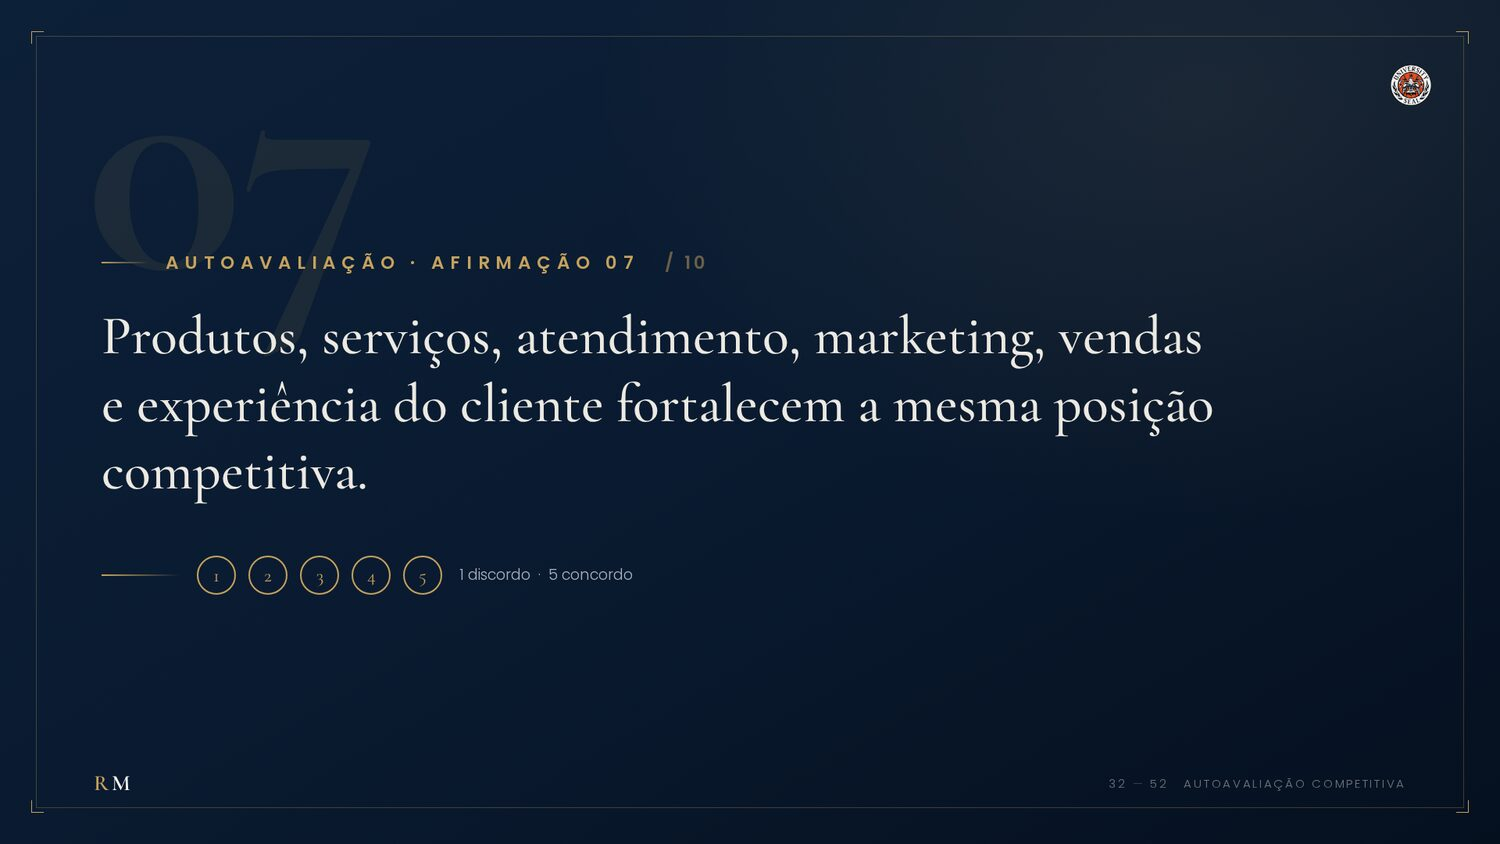 07
AUTOAVALIAÇÃO · AFIRMAÇÃO 07 / 10
Produtos, serviços, atendimento, marketing, vendas
e experiência do cliente fortalecem a mesma posição
competitiva.
1 2 3 4 5 1 discordo · 5 concordo
RM
32 — 52 AUTOAVALIAÇÃO COMPETITIVA